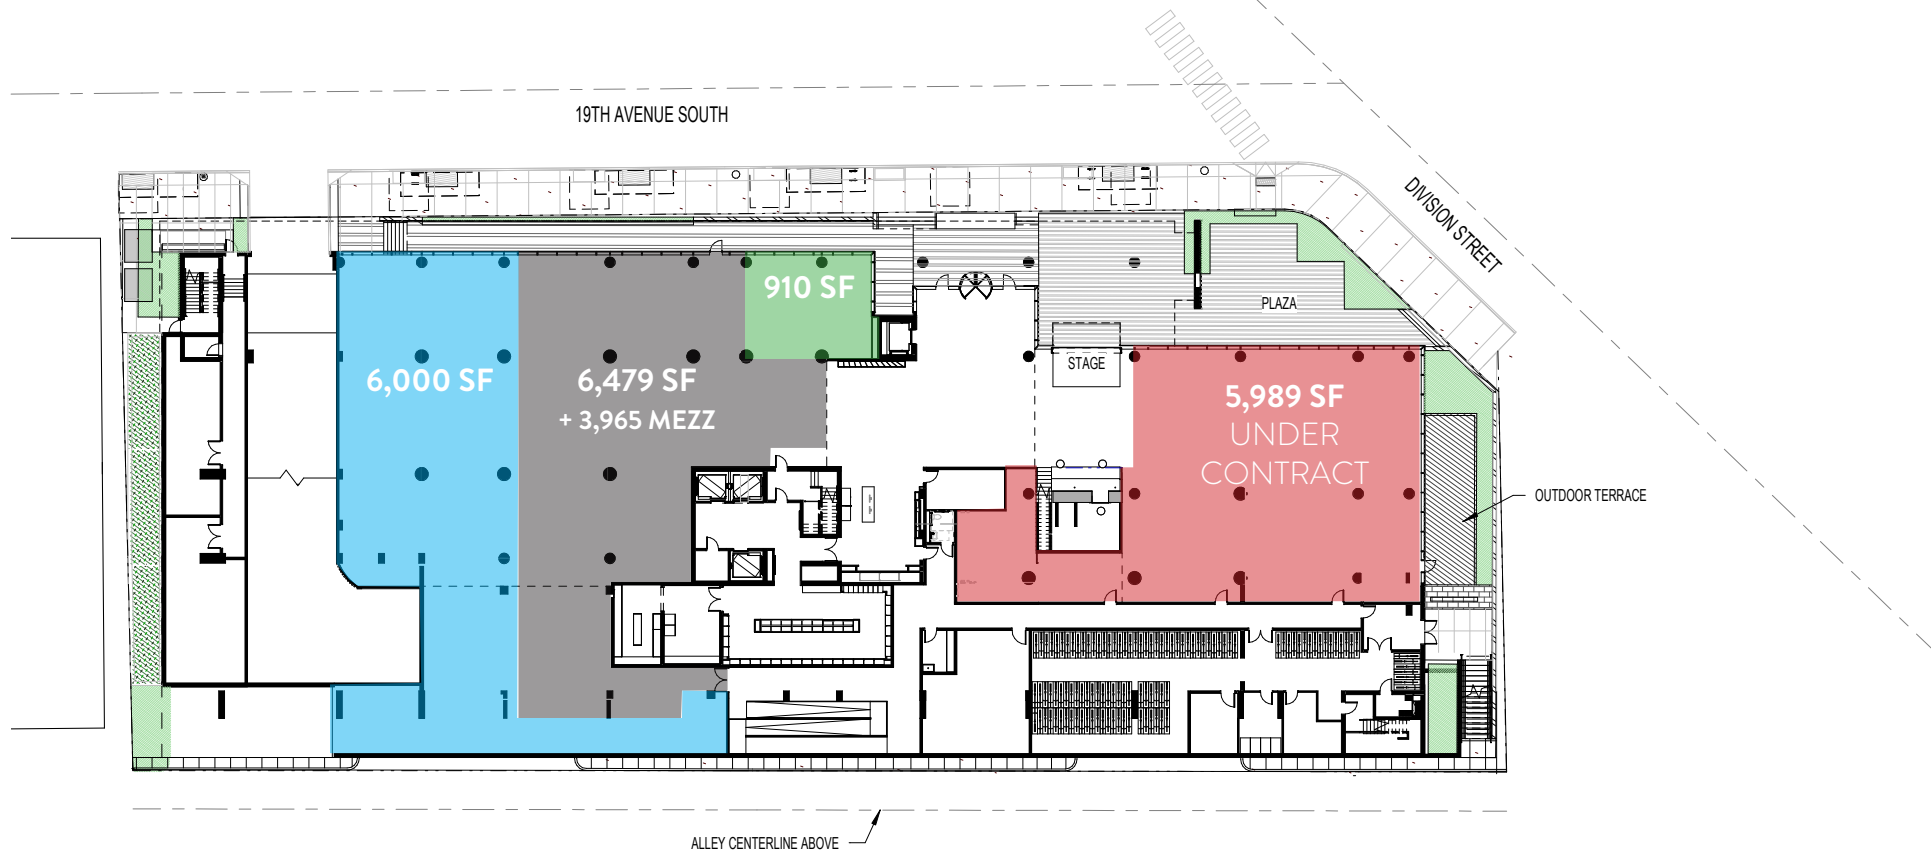 19TH AVENUE SOUTH
DIVISION STREET
910 SF
PLAZA
STAGE
6,000 SF
6,479 SF
+ 3,965 MEZZ
5,989 SF
UNDER
CONTRACT
OUTDOOR TERRACE
ALLEY CENTERLINE ABOVE